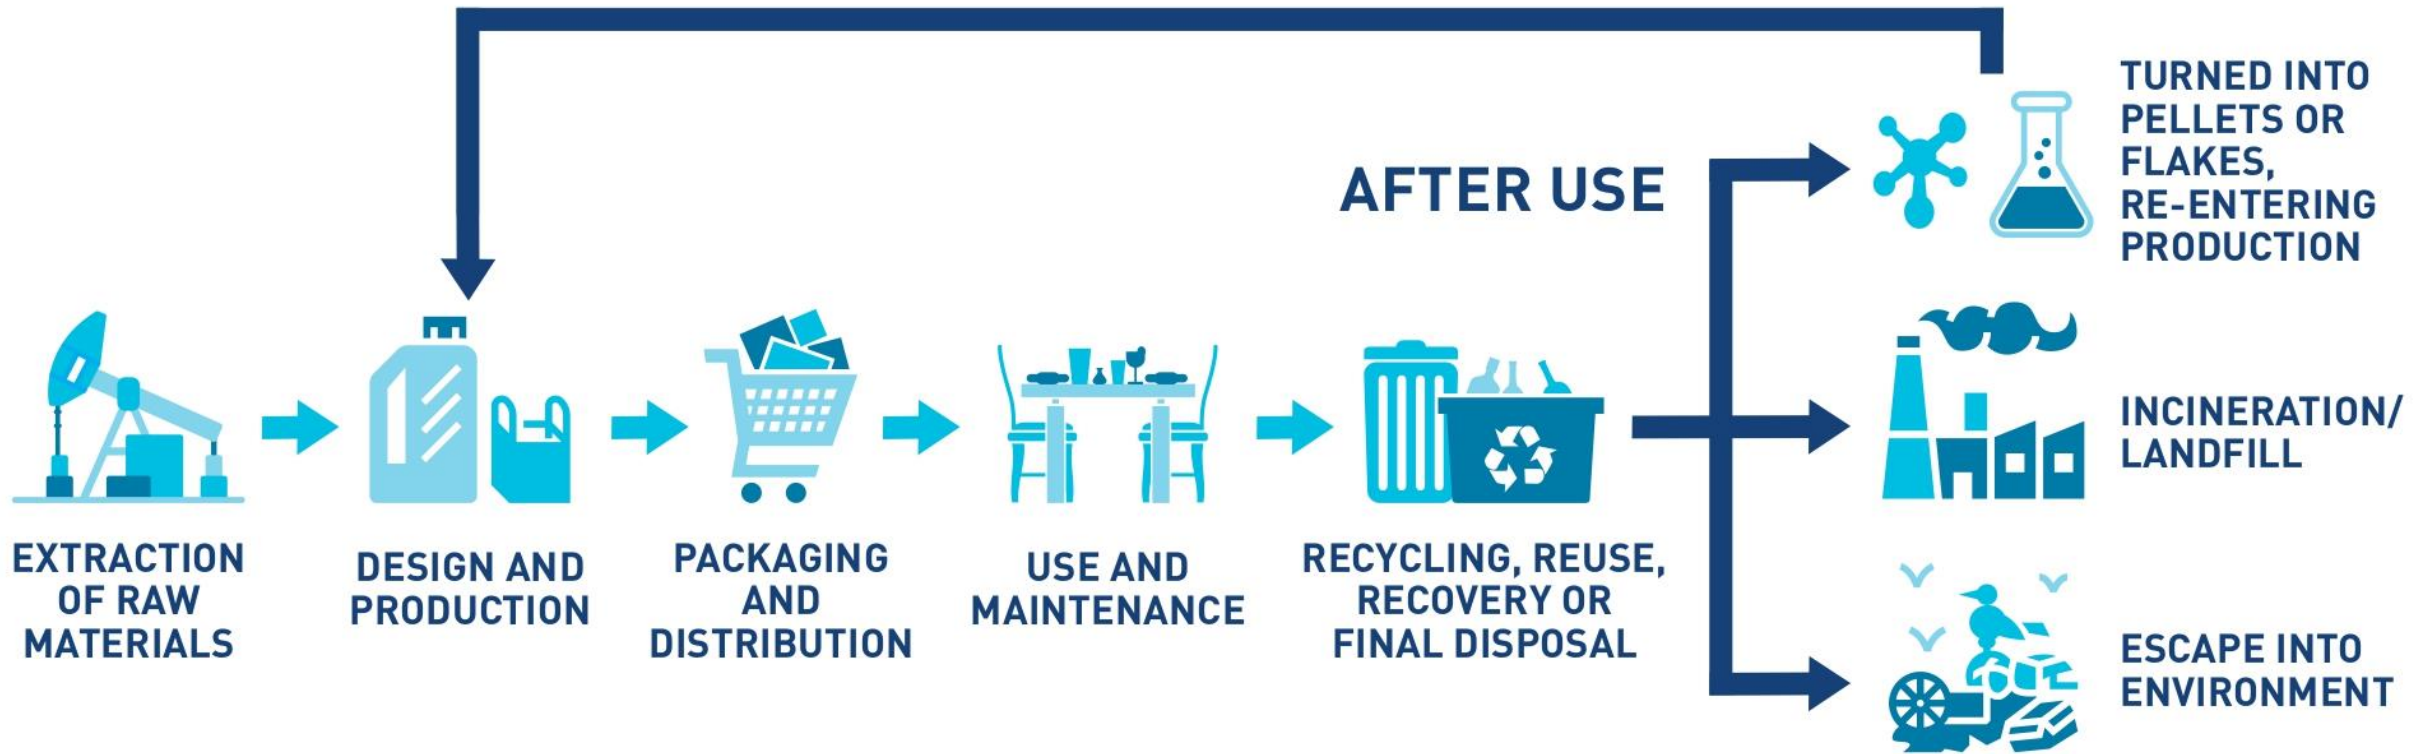 EXTRACTION
OF RAW
MATERIALS
DESIGN AND
PRODUCTION
PACKAGING
AND
DISTRIBUTION
USE AND
MAINTENANCE
RECYCLING, REUSE,
RECOVERY OR
FINAL DISPOSAL
AFTER USE
TURNED INTO
PELLETS OR
FLAKES,
RE-ENTERING
PRODUCTION
INCINERATION/
LANDFILL
ESCAPE INTO
ENVIRONMENT